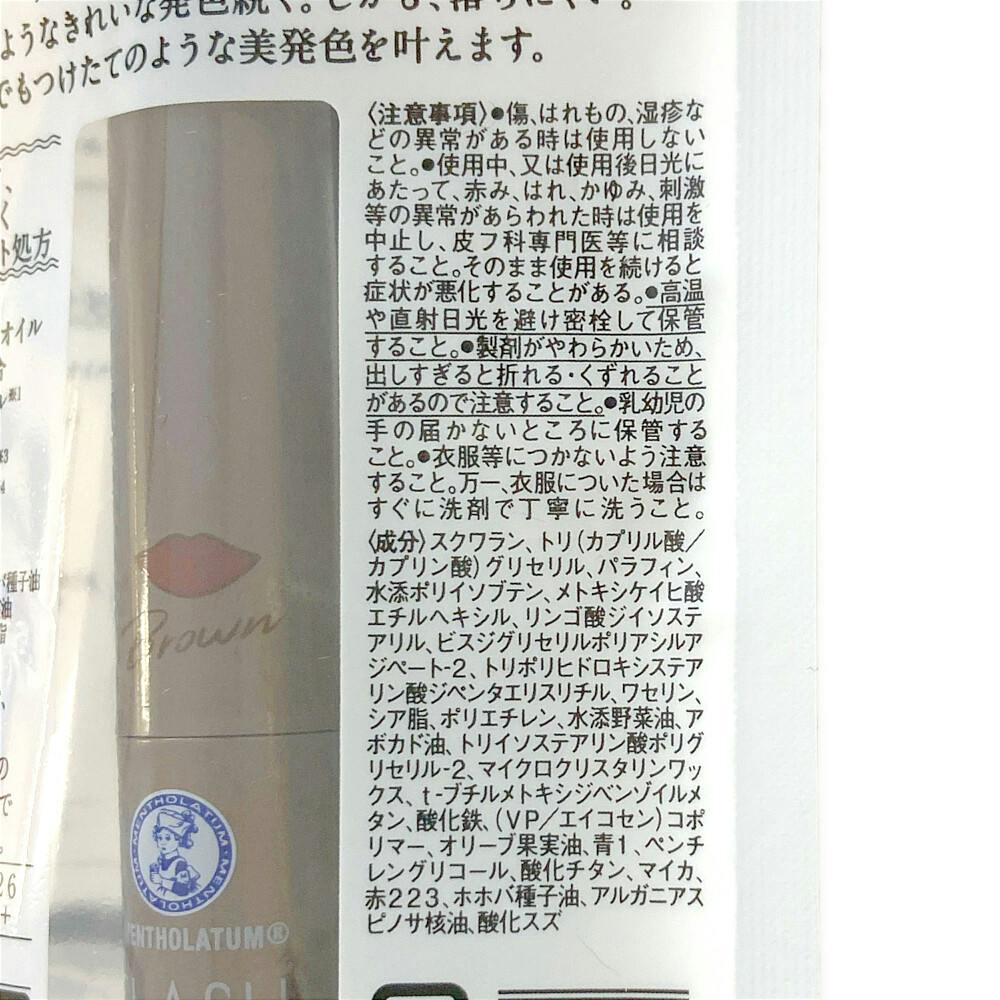 ようなきれいな発色続く。しかも、落ちにくい。
でもつけたてのような美発色を叶えます。
く
ト処方
オイル
種子油
油
脂
の
で
。
26
+
〈注意事項〉●傷、はれもの、湿疹な
どの異常がある時は使用しない
こと。●使用中、又は使用後日光に
あたって、赤み、はれ、かゆみ、刺激
等の異常があらわれた時は使用を
中止し、皮フ科専門医等に相談
すること。そのまま使用を続けると
症状が悪化することがある。●高温
や直射日光を避け密栓して保管
すること。●製剤がやわらかいため、
出しすぎると折れる・くずれること
があるので注意すること。●乳幼児の
手の届かないところに保管する
こと。●衣服等につかないよう注意
すること。万一、衣服についた場合は
すぐに洗剤で丁寧に洗うこと。
〈成分〉スクワラン、トリ(カプリル酸/
カプリン酸)グリセリル、パラフィン、
水添ポリイソブテン、メトキシケイヒ酸
エチルヘキシル、リンゴ酸ジイソステ
アリル、ビスジグリセリルポリアシルア
ジペート-2、トリポリヒドロキシステア
リン酸ジペンタエリスリチル、ワセリン、
シア脂、ポリエチレン、水添野菜油、ア
ボカド油、トリイソステアリン酸ポリグ
リセリル-2、マイクロクリスタリンワッ
クス、t-ブチルメトキシジベンゾイルメ
タン、酸化鉄、(VP/エイコセン)コポ
リマー、オリーブ果実油、青1、ペンチ
レングリコール、酸化チタン、マイカ、
赤223、ホホバ種子油、アルガニアス
ピノサ核油、酸化スズ
Brown
MENTHOLATUM・MENTHOLATUM
MENTHOLATUM®